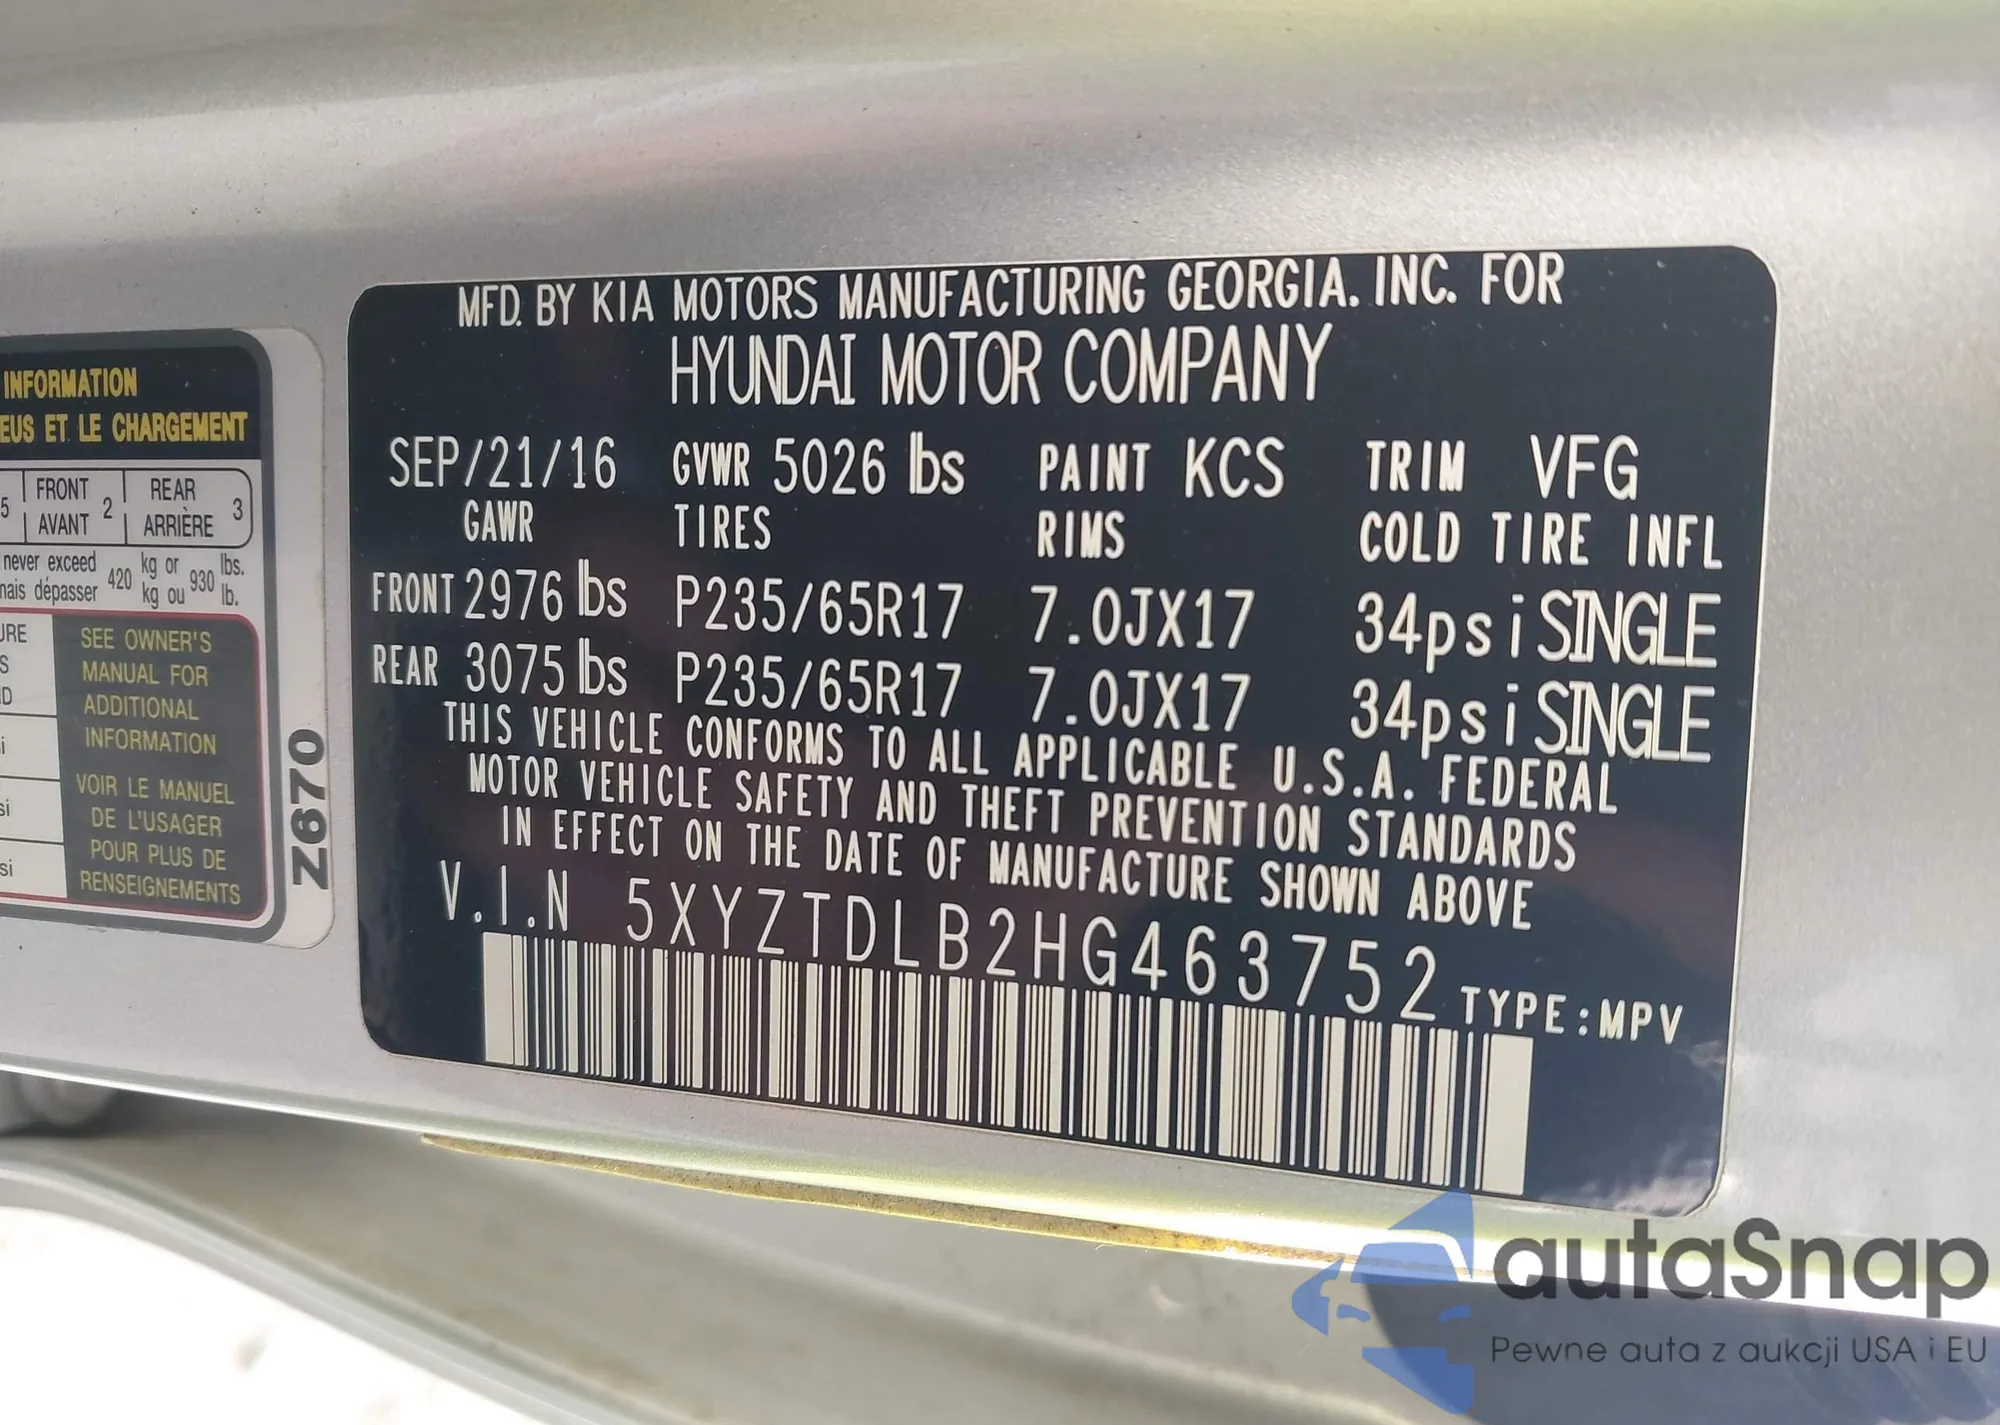 INFORMATION
EUS ET LE CHARGEMENT
5 FRONT 2 REAR 3
AVANT ARRIÈRE
never exceed 420 kg or 930 lbs.
mais dépasser kg ou lb.
SEE OWNER'S
MANUAL FOR
ADDITIONAL
INFORMATION
VOIR LE MANUEL
DE L'USAGER
POUR PLUS DE
RENSEIGNEMENTS
Z670
MFD. BY KIA MOTORS MANUFACTURING GEORGIA. INC. FOR
HYUNDAI MOTOR COMPANY
SEP/21/16 GVWR 5026 lbs PAINT KCS TRIM VFG
GAWR TIRES RIMS COLD TIRE INFL
FRONT 2976 lbs P235/65R17 7.0JX17 34psi SINGLE
REAR 3075 lbs P235/65R17 7.0JX17 34psi SINGLE
THIS VEHICLE CONFORMS TO ALL APPLICABLE U.S.A. FEDERAL
MOTOR VEHICLE SAFETY AND THEFT PREVENTION STANDARDS
IN EFFECT ON THE DATE OF MANUFACTURE SHOWN ABOVE
V.I.N 5XYZTDLB2HG463752 TYPE:MPV
autaSnap
Pewne auta z aukcji USA i EU